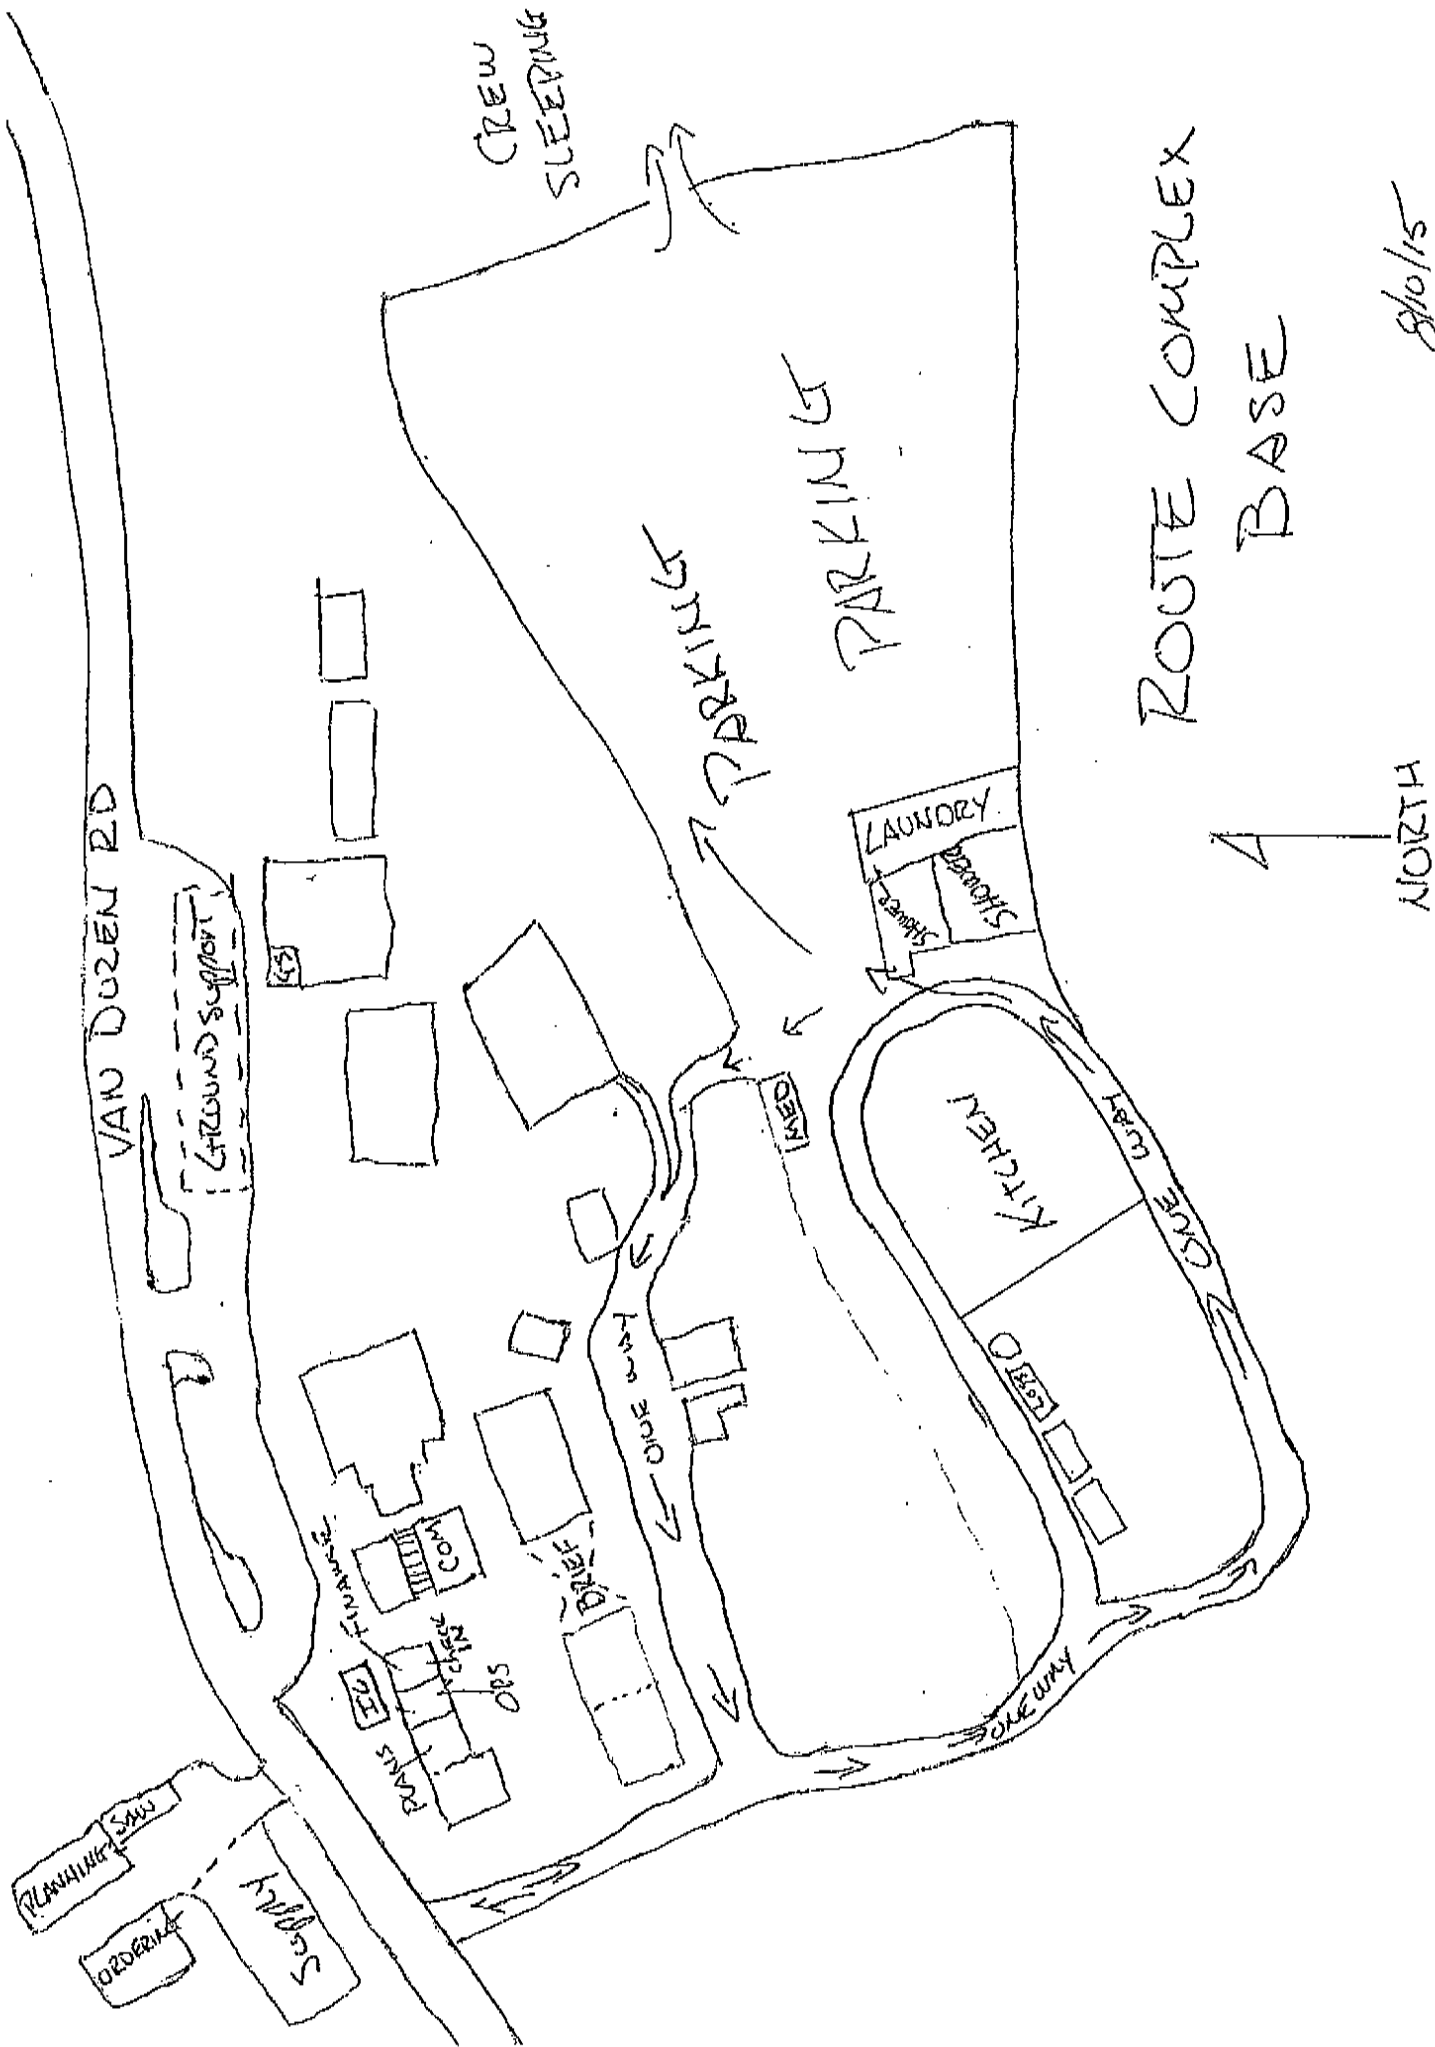 CREW
SLEEPING
VAN DUZEN RD
GROUND SUPPORT
GS
PARKING
PARKING
LAUNDRY
SHOWER
SHOWER
MED
KITCHEN
ONE WAY
ONE WAY
ONE WAY
LOGS
FINANCE
COM
CHECK
IN
OPS
IC
PLANS
BRIEF
PLANNING
SAW
ORDERING
Supply
ROUTE COMPLEX
BASE
8/10/15
NORTH